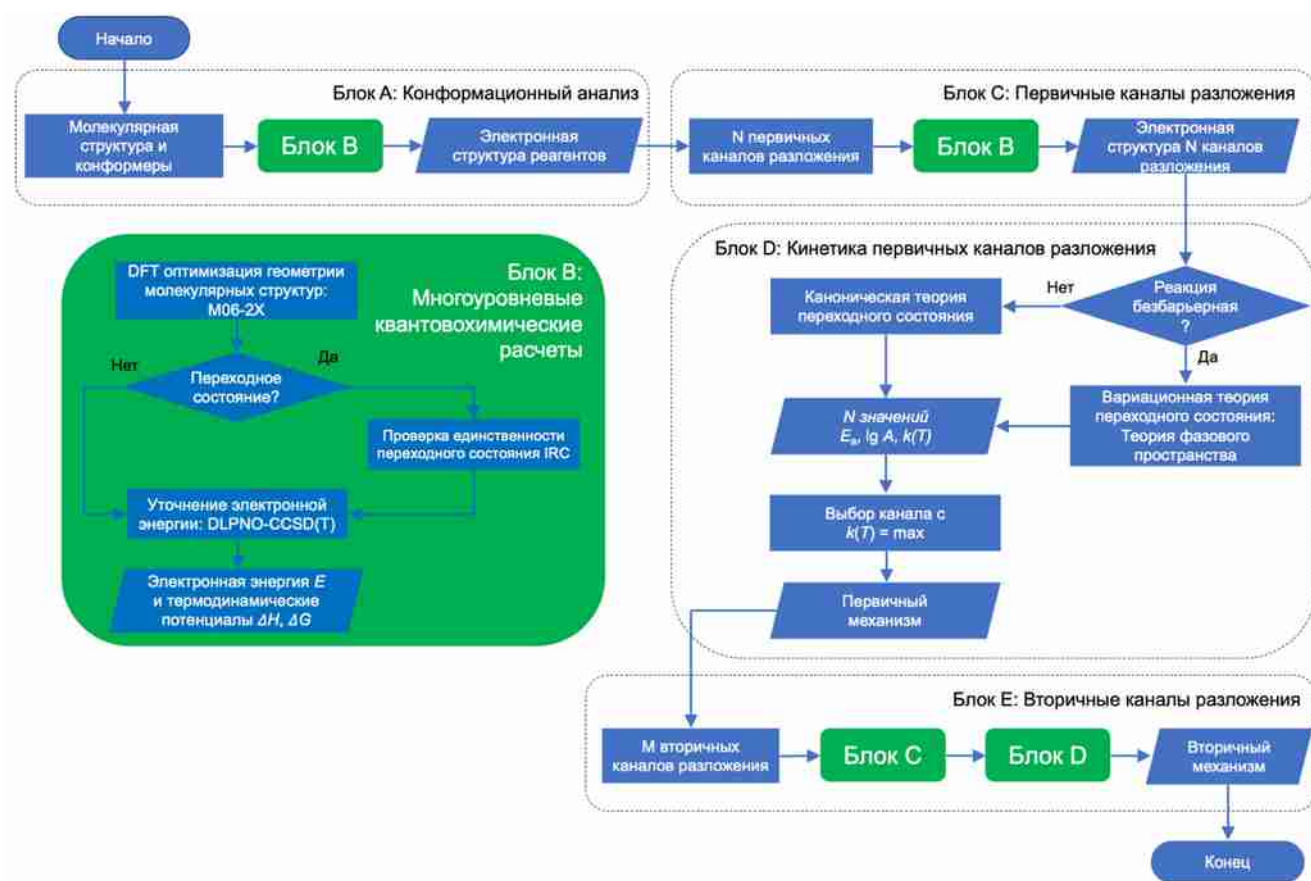 Начало
Блок A: Конформационный анализ
Молекулярная
структура и
конформеры
Блок B
Электронная
структура реагентов
Блок C: Первичные каналы разложения
N первичных
каналов разложения
Блок B
Электронная
структура N каналов
разложения
Блок B:
Многоуровневые
квантовохимические
расчеты
DFT оптимизация геометрии
молекулярных структур:
M06-2X
Нет
Да
Переходное
состояние?
Проверка единственности
переходного состояния IRC
Уточнение электронной
энергии: DLPNO-CCSD(T)
Электронная энергия E
и термодинамические
потенциалы ΔH, ΔG
Блок D: Кинетика первичных каналов разложения
Реакция
безбарьерная
?
Нет
Да
Каноническая теория
переходного состояния
Вариационная теория
переходного состояния:
Теория фазового
пространства
N значений
Eₐ, lg A, k(T)
Выбор канала с
k(T) = max
Первичный
механизм
Блок E: Вторичные каналы разложения
M вторичных
каналов разложения
Блок C
Блок D
Вторичный
механизм
Конец